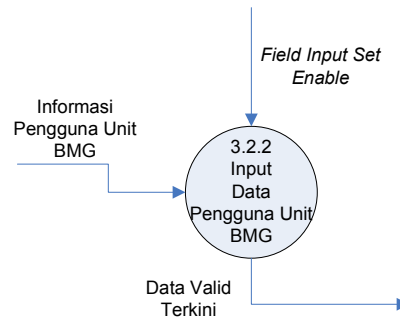 Field Input Set
Enable
Informasi
Pengguna Unit
BMG
3.2.2
Input
Data
Pengguna Unit
BMG
Data Valid
Terkini